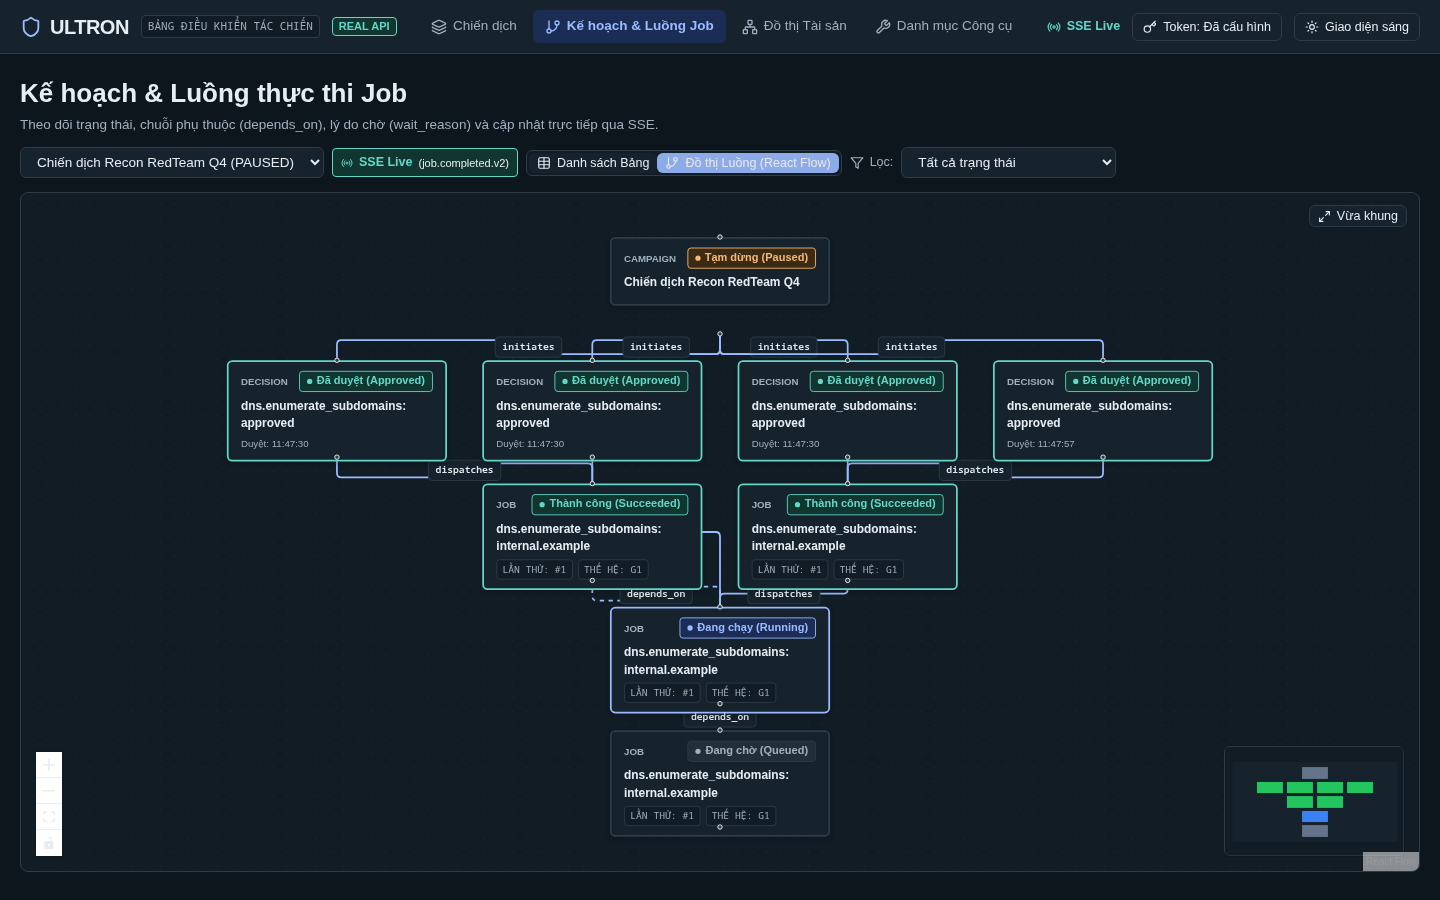 ULTRON
BẢNG ĐIỀU KHIỂN TÁC CHIẾN
REAL API
Chiến dịch
Kế hoạch & Luồng Job
Đồ thị Tài sản
Danh mục Công cụ
SSE Live
Token: Đã cấu hình
Giao diện sáng
Kế hoạch & Luồng thực thi Job
Theo dõi trạng thái, chuỗi phụ thuộc (depends_on), lý do chờ (wait_reason) và cập nhật trực tiếp qua SSE.
Chiến dịch Recon RedTeam Q4 (PAUSED)
SSE Live (job.completed.v2)
Danh sách Bảng
Đồ thị Luồng (React Flow)
Lọc:
Tất cả trạng thái
Vừa khung
CAMPAIGN
Tạm dừng (Paused)
Chiến dịch Recon RedTeam Q4
initiates
initiates
initiates
initiates
DECISION
Đã duyệt (Approved)
dns.enumerate_subdomains:
approved
Duyệt: 11:47:30
DECISION
Đã duyệt (Approved)
dns.enumerate_subdomains:
approved
Duyệt: 11:47:30
DECISION
Đã duyệt (Approved)
dns.enumerate_subdomains:
approved
Duyệt: 11:47:30
DECISION
Đã duyệt (Approved)
dns.enumerate_subdomains:
approved
Duyệt: 11:47:57
dispatches
dispatches
JOB
Thành công (Succeeded)
dns.enumerate_subdomains:
internal.example
LẦN THỬ: #1
THẾ HỆ: G1
JOB
Thành công (Succeeded)
dns.enumerate_subdomains:
internal.example
LẦN THỬ: #1
THẾ HỆ: G1
depends_on
dispatches
JOB
Đang chạy (Running)
dns.enumerate_subdomains:
internal.example
LẦN THỬ: #1
THẾ HỆ: G1
depends_on
JOB
Đang chờ (Queued)
dns.enumerate_subdomains:
internal.example
LẦN THỬ: #1
THẾ HỆ: G1
React Flow